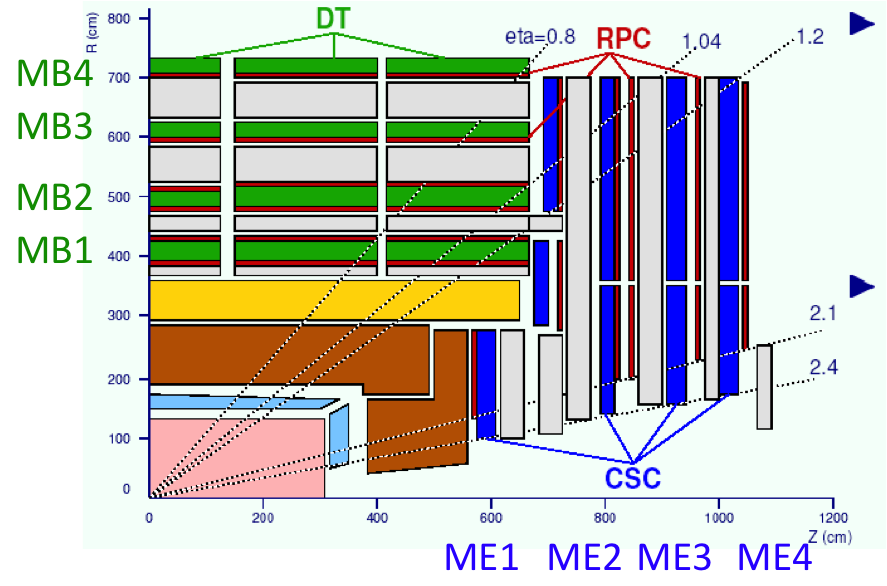 R (cm)
800
700
600
500
400
300
200
100
0
MB4
MB3
MB2
MB1
DT
eta=0.8
RPC
1.04
1.2
2.1
2.4
CSC
0
200
400
600
800
1000
1200
Z (cm)
ME1 ME2 ME3 ME4